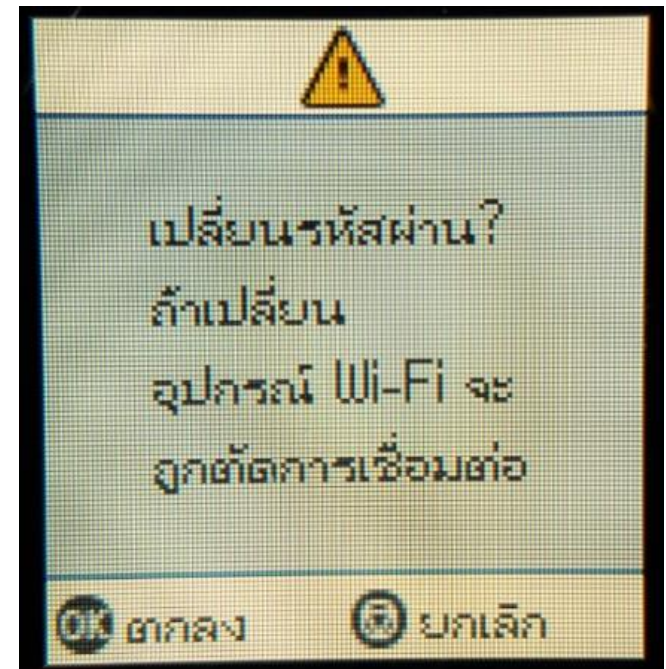 เปลี่ยนรหัสผ่าน?
ถ้าเปลี่ยน
อุปกรณ์ Wi-Fi จะ
ถูกตัดการเชื่อมต่อ
OK ตกลง ยกเลิก